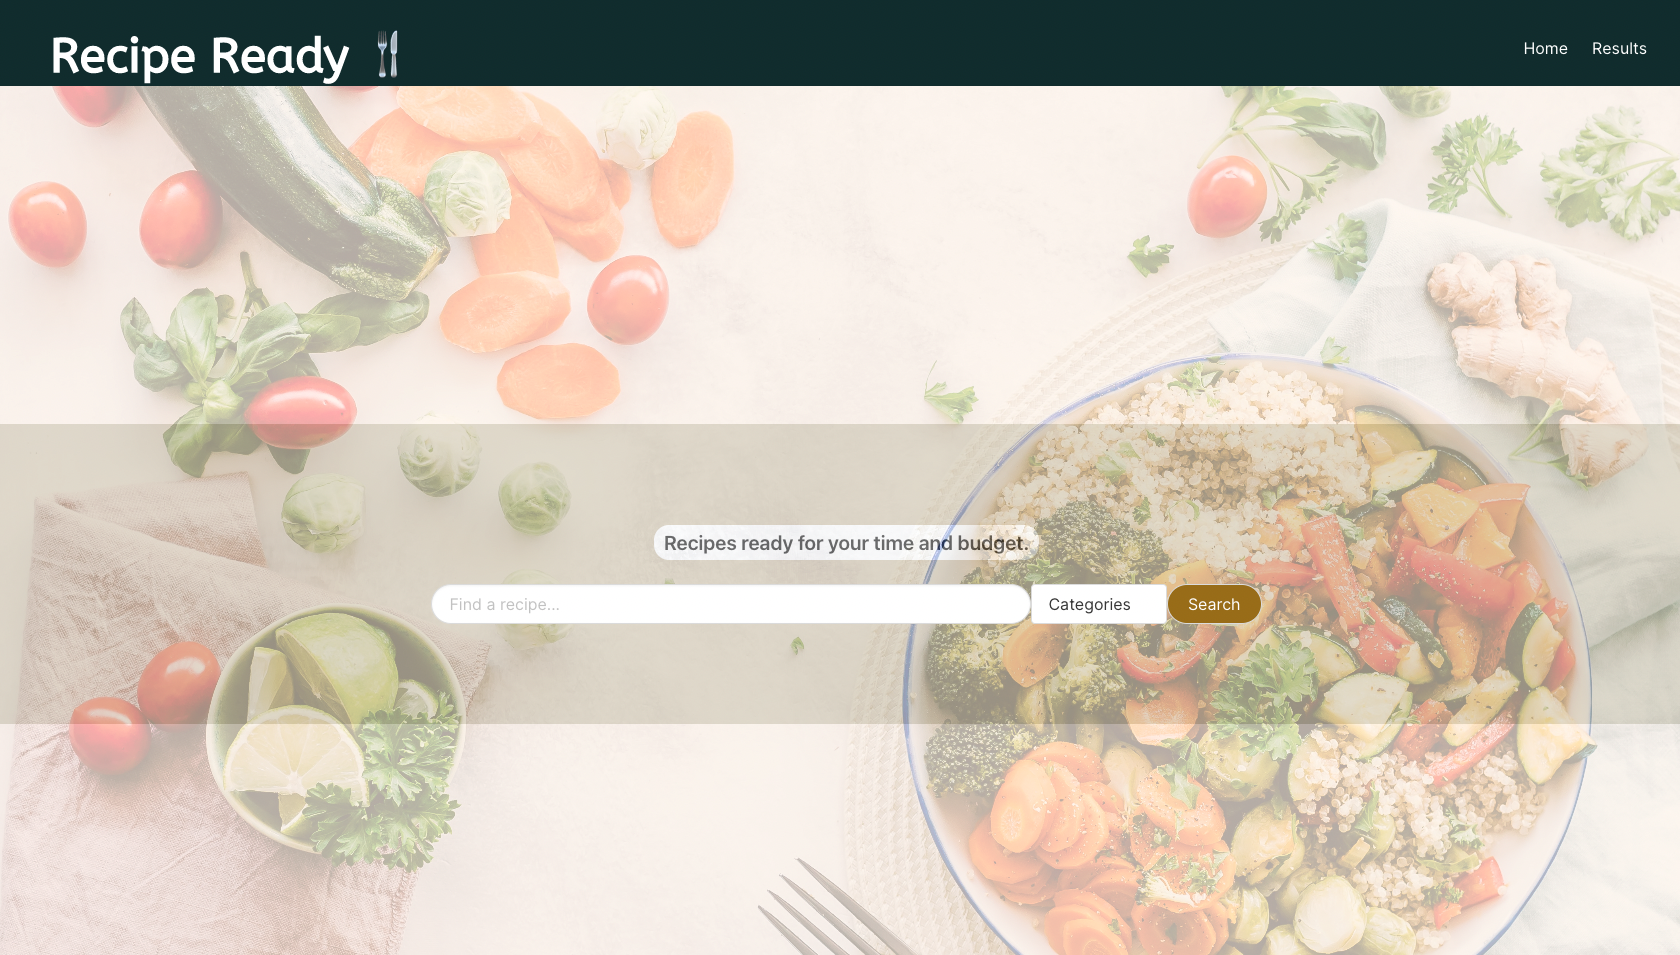 Recipe Ready 🍴
Home
Results
Recipes ready for your time and budget.
Find a recipe...
Categories
Search